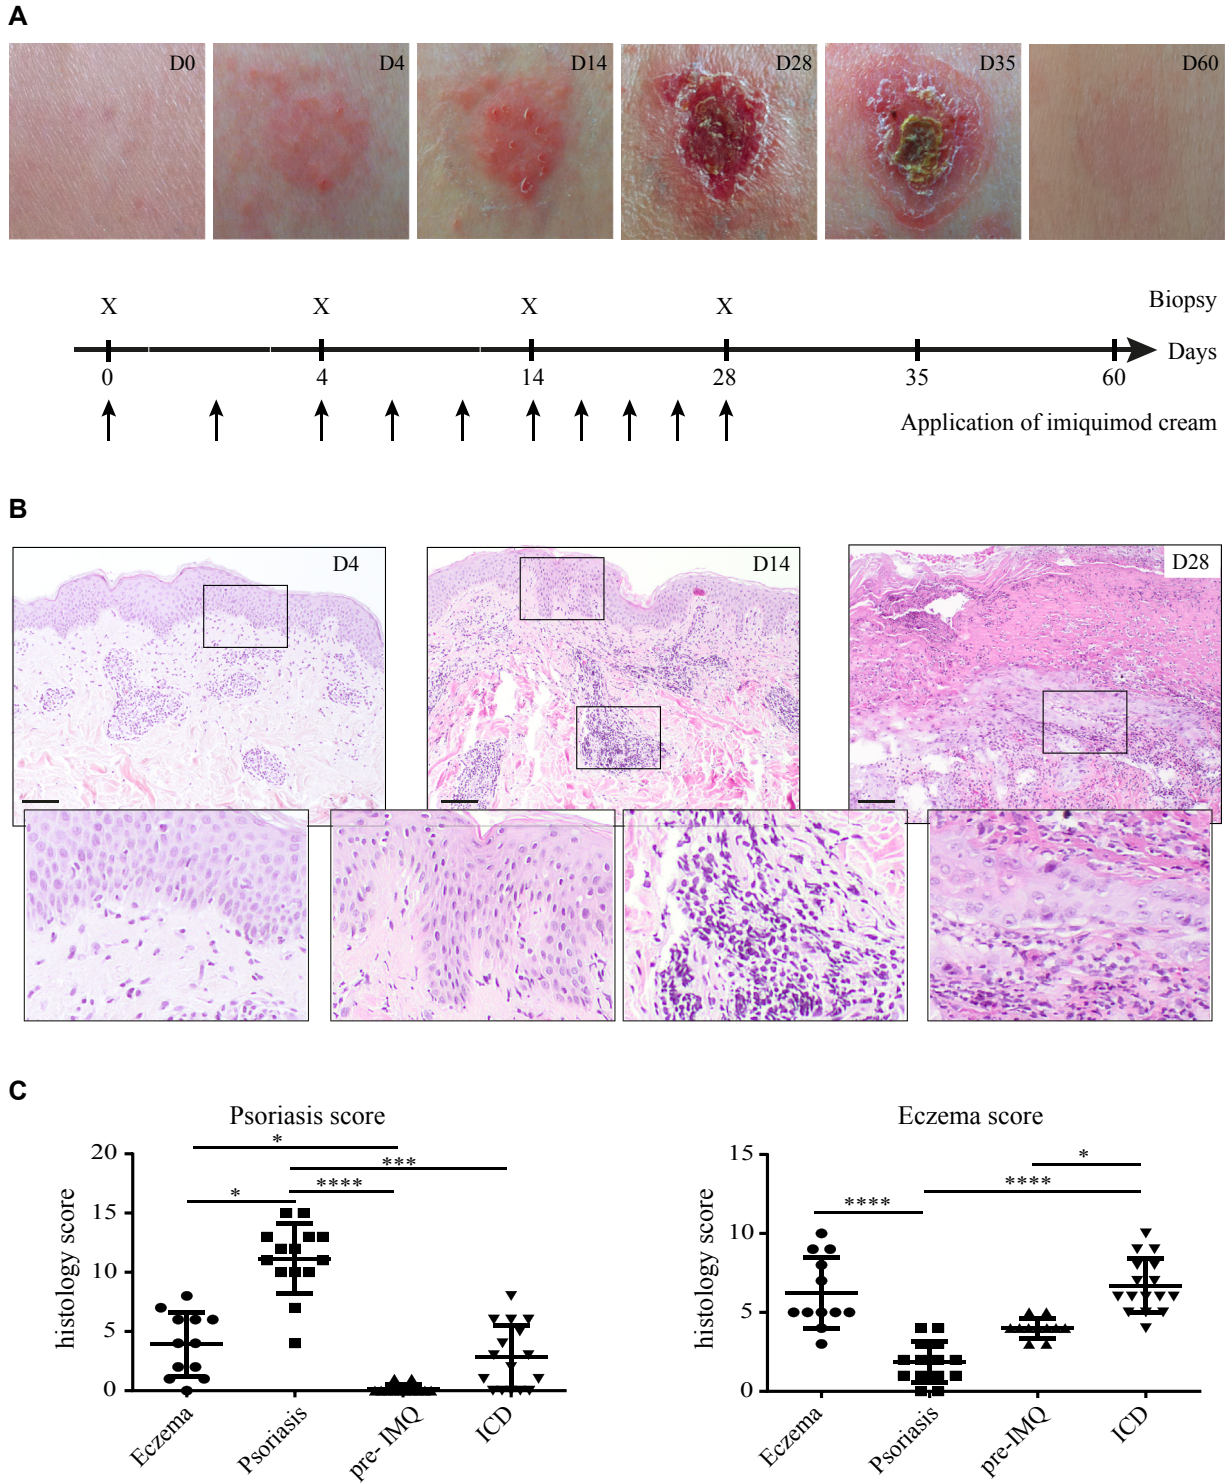 A
D0 D4 D14 D28 D35 D60
X X X X Biopsy
Days
0 4 14 28 35 60
Application of imiquimod cream
B
D4 D14 D28
C
Psoriasis score
* *** **** *
histology score
20
15
10
5
0
Eczema Psoriasis pre- IMQ ICD
Eczema score
* **** ****
histology score
15
10
5
0
Eczema Psoriasis pre-IMQ ICD